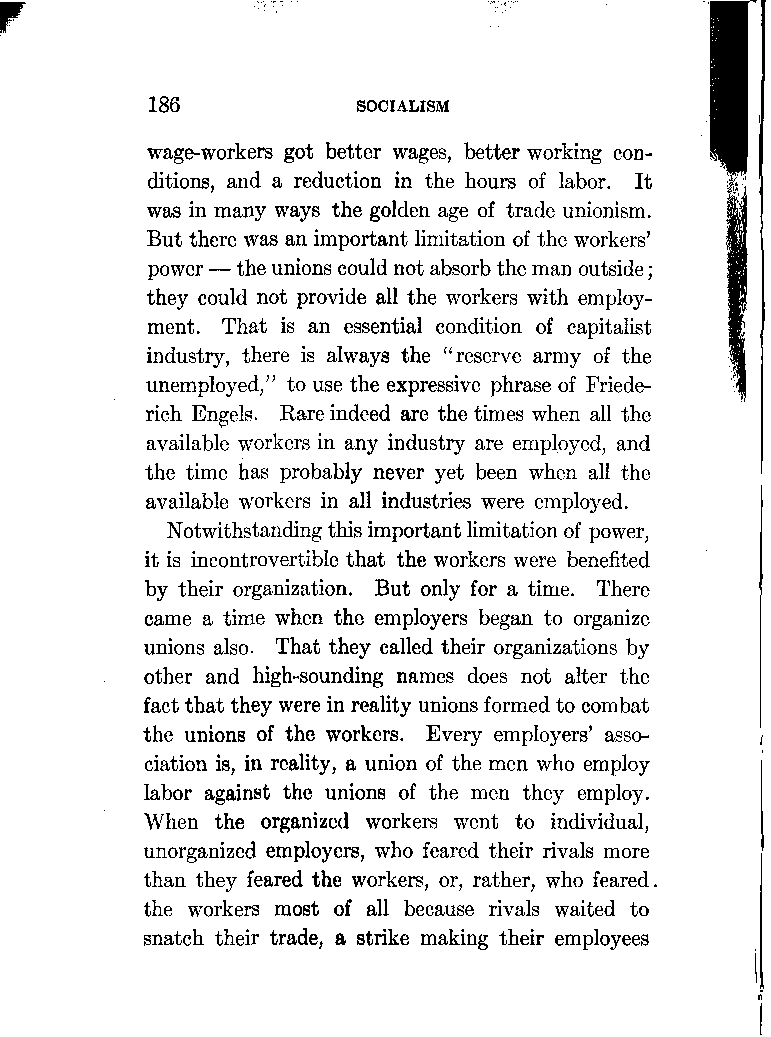 186 SOCIALISM
wage-workers got better wages, better working con-
ditions, and a reduction in the hours of labor. It
was in many ways the golden age of trade unionism.
But there was an important limitation of the workers'
power — the unions could not absorb the man outside;
they could not provide all the workers with employ-
ment. That is an essential condition of capitalist
industry, there is always the "reserve army of the
unemployed," to use the expressive phrase of Friede-
rich Engels. Rare indeed are the times when all the
available workers in any industry are employed, and
the time has probably never yet been when all the
available workers in all industries were employed.
Notwithstanding this important limitation of power,
it is incontrovertible that the workers were benefited
by their organization. But only for a time. There
came a time when the employers began to organize
unions also. That they called their organizations by
other and high-sounding names does not alter the
fact that they were in reality unions formed to combat
the unions of the workers. Every employers' asso-
ciation is, in reality, a union of the men who employ
labor against the unions of the men they employ.
When the organized workers went to individual,
unorganized employers, who feared their rivals more
than they feared the workers, or, rather, who feared
the workers most of all because rivals waited to
snatch their trade, a strike making their employees